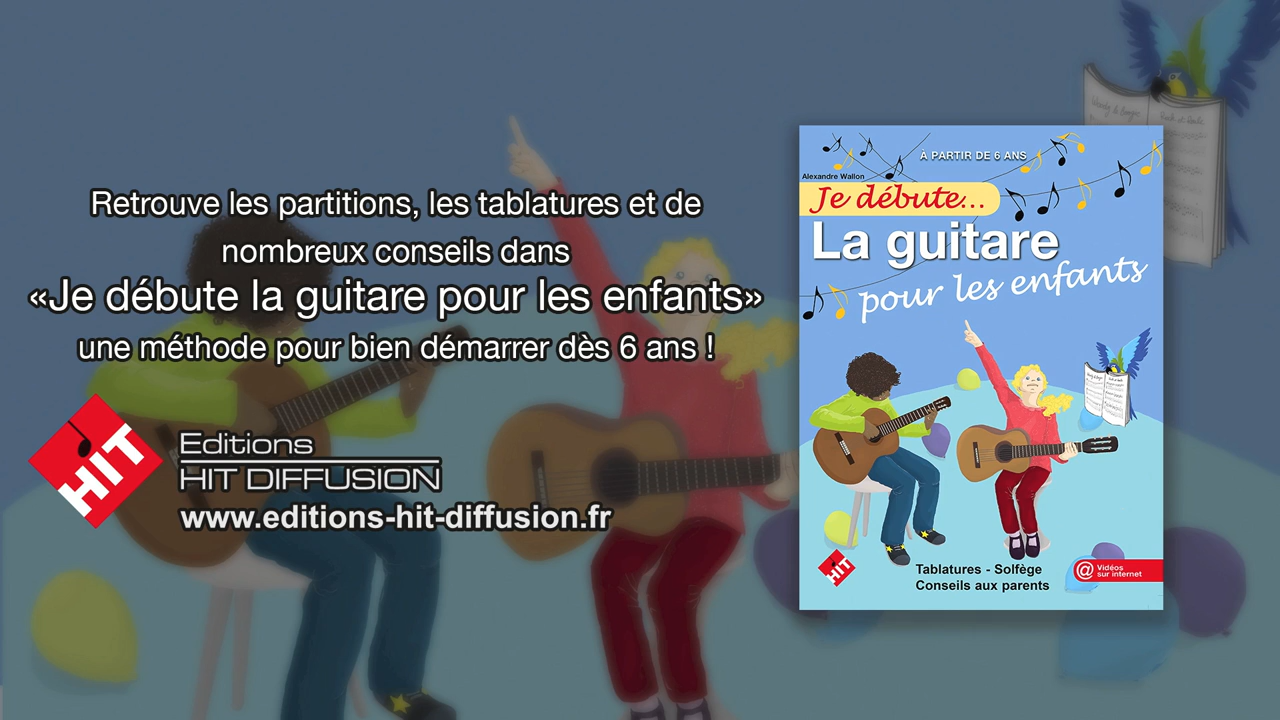 Retrouve les partitions, les tablatures et de
nombreux conseils dans
«Je débute la guitare pour les enfants»
une méthode pour bien démarrer dès 6 ans !
HIT
Editions
HIT DIFFUSION
www.editions-hit-diffusion.fr
À PARTIR DE 6 ANS
Alexandre Wallon
Je débute...
La guitare
pour les enfants
HIT
Tablatures - Solfège
Conseils aux parents
@ Vidéos
sur internet